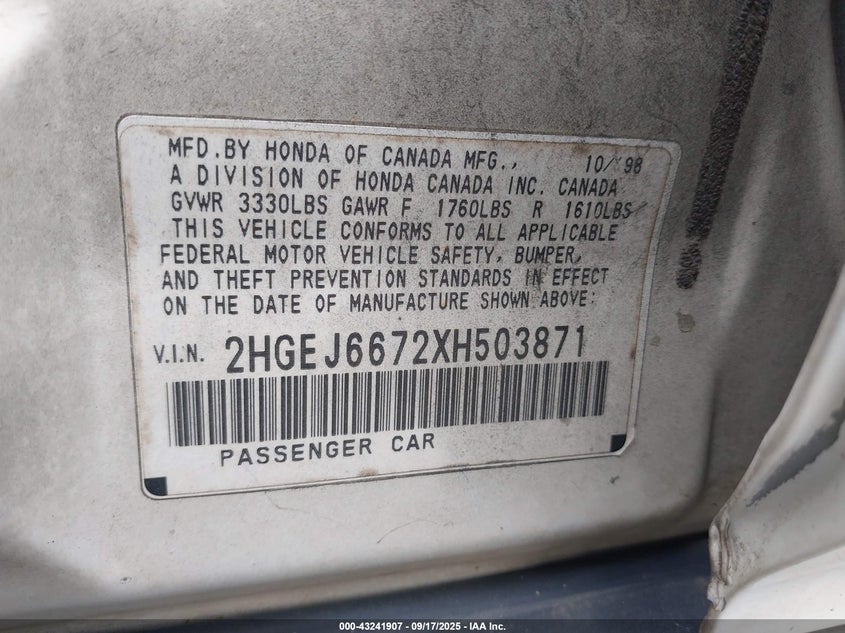 MFD.BY HONDA OF CANADA MFG., 10/ 98
A DIVISION OF HONDA CANADA INC. CANADA
GVWR 3330LBS GAWR F 1760LBS R 1610LBS
THIS VEHICLE CONFORMS TO ALL APPLICABLE
FEDERAL MOTOR VEHICLE SAFETY, BUMPER,
AND THEFT PREVENTION STANDARDS IN EFFECT
ON THE DATE OF MANUFACTURE SHOWN ABOVE:
V.I.N. 2HGEJ6672XH503871
PASSENGER CAR
000-43241907 - 09/17/2025 - IAA Inc.